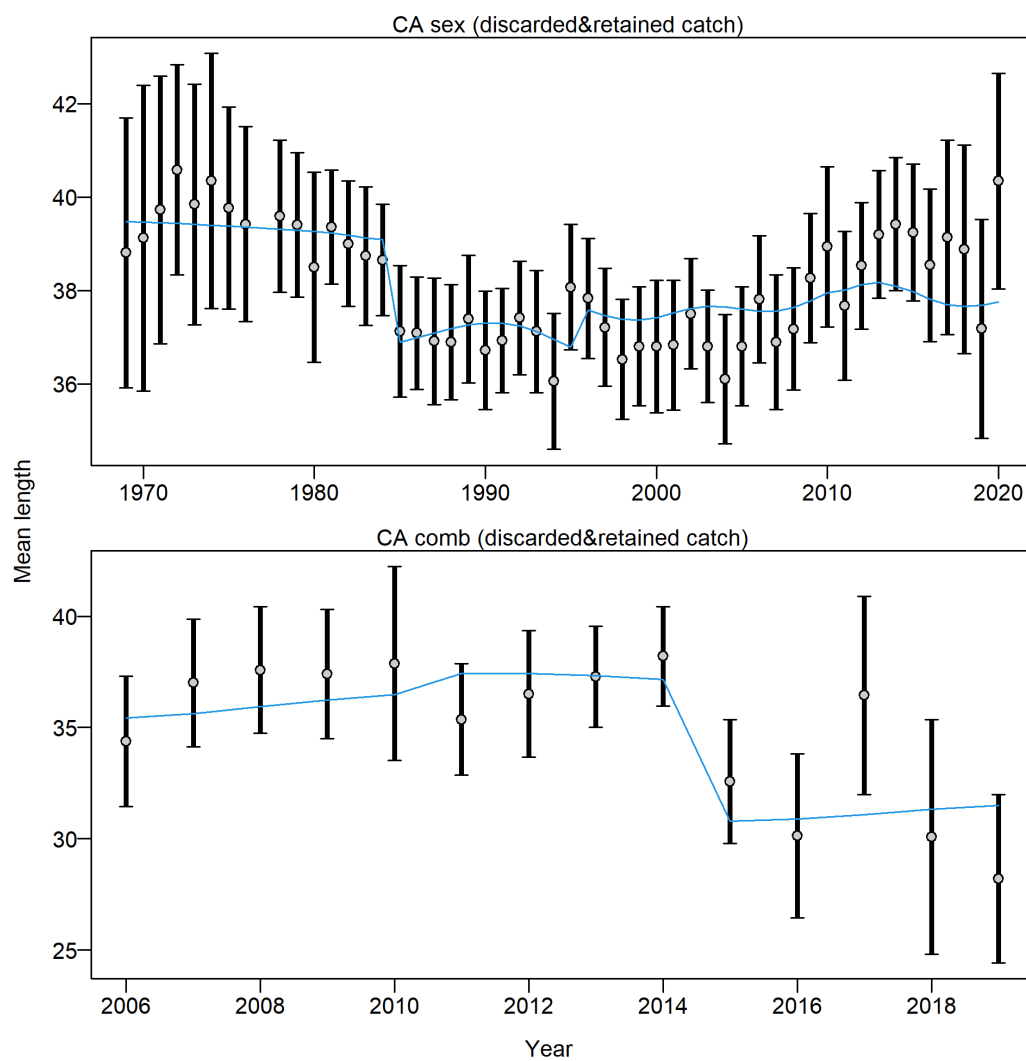 CA sex (discarded&retained catch)
42
40
38
36
1970 1980 1990 2000 2010 2020
Mean length
CA comb (discarded&retained catch)
40
35
30
25
2006 2008 2010 2012 2014 2016 2018
Year